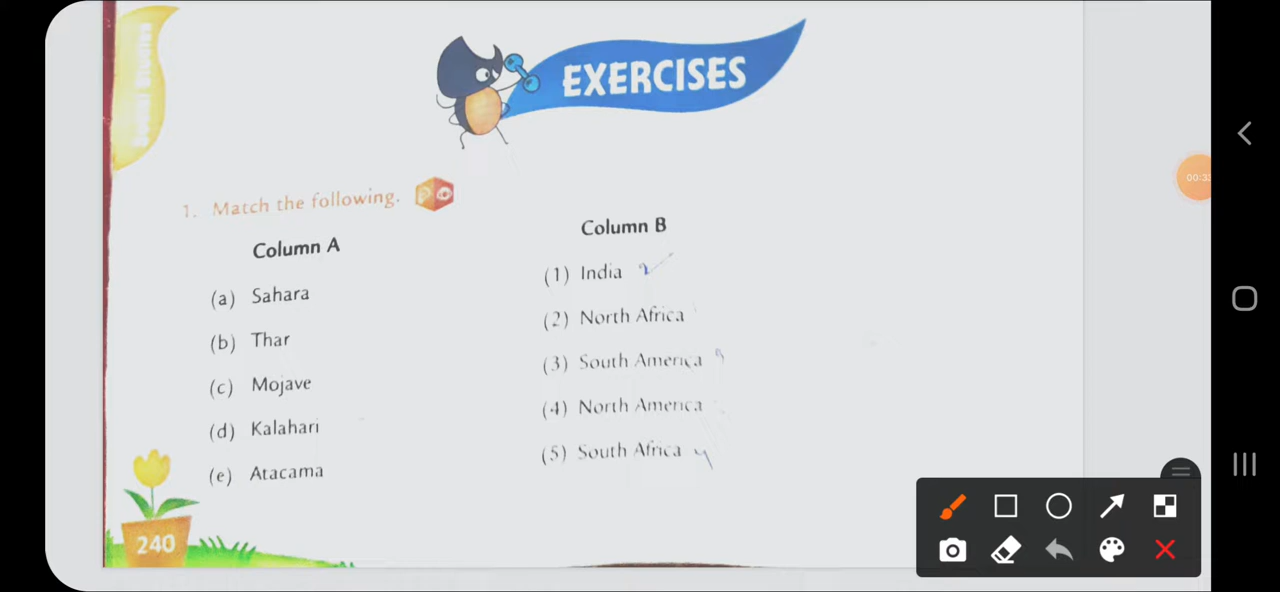 EXERCISES
1. Match the following.
Column A
Column B
(a) Sahara
(1) India
(b) Thar
(2) North Africa
(c) Mojave
(3) South America
(d) Kalahari
(4) North America
(e) Atacama
(5) South Africa
240